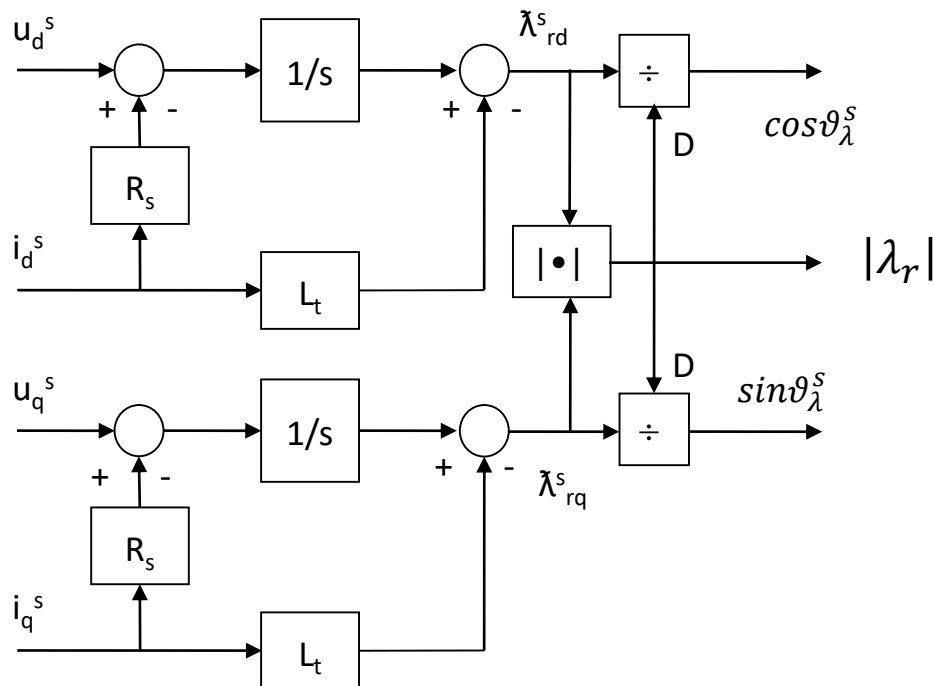 u_d^s
ƛ^s_rd
1/s
÷
+ -
+ -
cosϑ_λ^s
D
R_s
i_d^s
|•|
|λ_r|
L_t
u_q^s
D
sinϑ_λ^s
1/s
÷
+ -
+ -
ƛ^s_rq
R_s
i_q^s
L_t